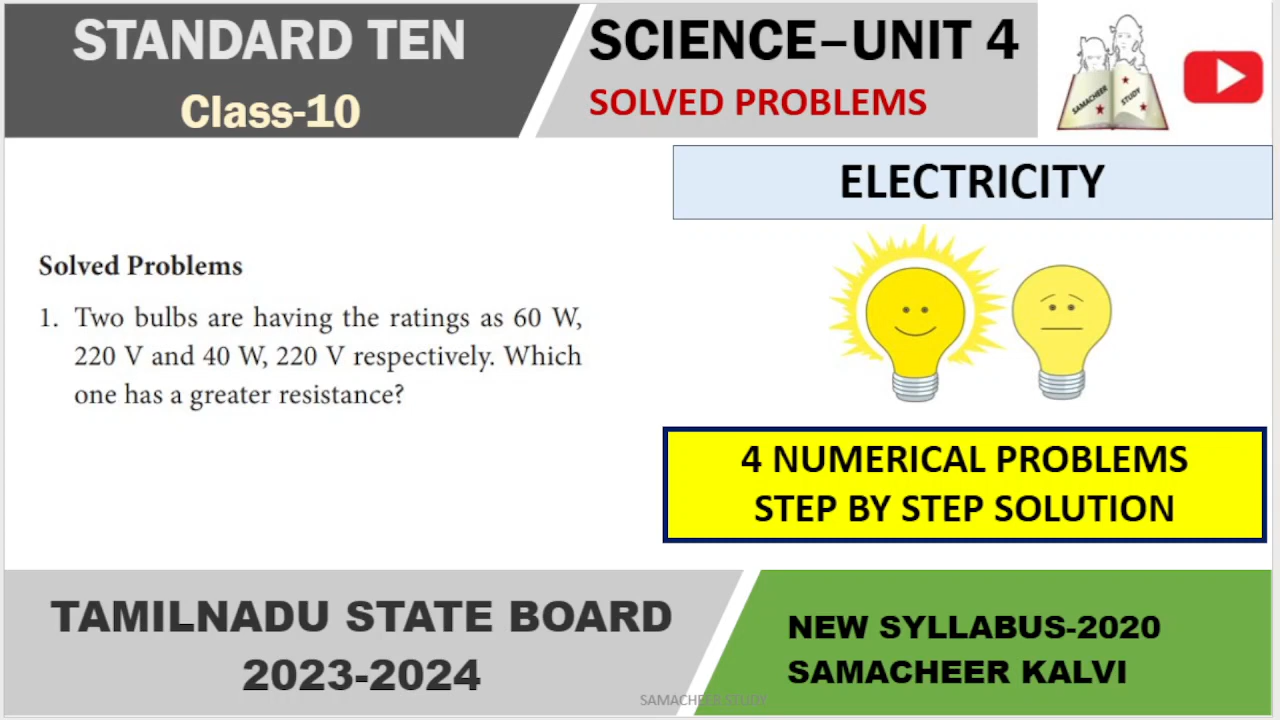 STANDARD TEN
Class-10
SCIENCE–UNIT 4
SOLVED PROBLEMS
SAMACHEER STUDY
ELECTRICITY
Solved Problems
1. Two bulbs are having the ratings as 60 W,
220 V and 40 W, 220 V respectively. Which
one has a greater resistance?
4 NUMERICAL PROBLEMS
STEP BY STEP SOLUTION
TAMILNADU STATE BOARD
2023-2024
NEW SYLLABUS-2020
SAMACHEER KALVI
SAMACHEER STUDY